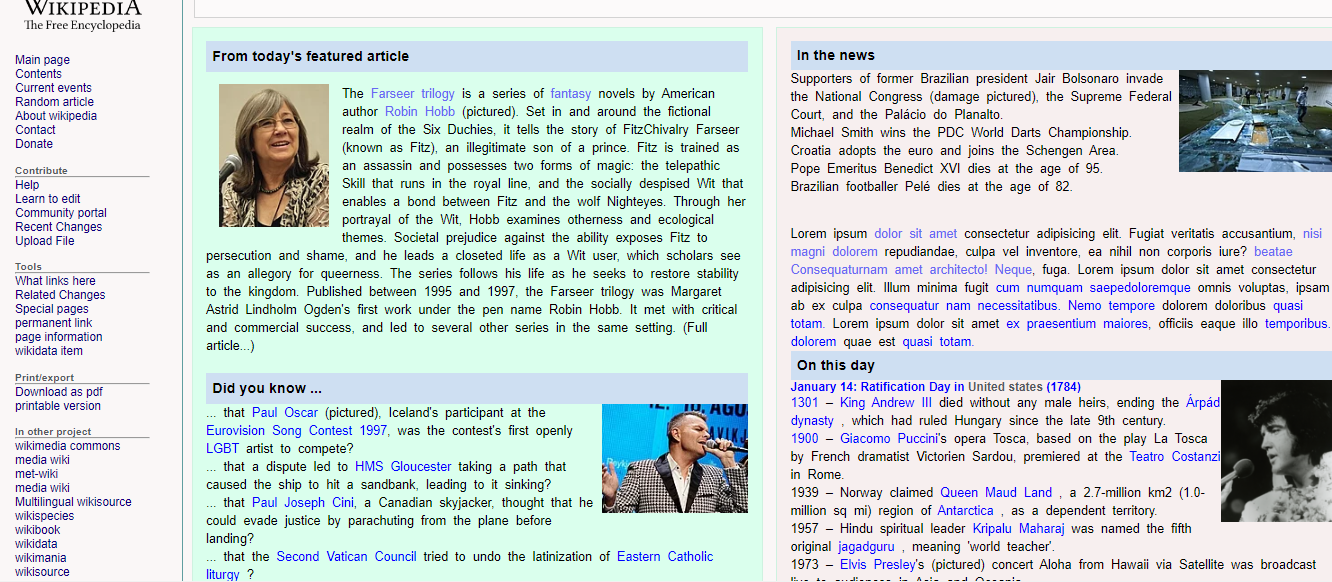 WIKIPEDIA
The Free Encyclopedia
Main page
Contents
Current events
Random article
About wikipedia
Contact
Donate
Contribute
Help
Learn to edit
Community portal
Recent Changes
Upload File
Tools
What links here
Related Changes
Special pages
permanent link
page information
wikidata item
Print/export
Download as pdf
printable version
In other project
wikimedia commons
media wiki
met-wiki
media wiki
Multilingual wikisource
wikispecies
wikibook
wikidata
wikimania
wikisource
From today's featured article
The Farseer trilogy is a series of fantasy novels by American
author Robin Hobb (pictured). Set in and around the fictional
realm of the Six Duchies, it tells the story of FitzChivalry Farseer
(known as Fitz), an illegitimate son of a prince. Fitz is trained as
an assassin and possesses two forms of magic: the telepathic
Skill that runs in the royal line, and the socially despised Wit that
enables a bond between Fitz and the wolf Nighteyes. Through her
portrayal of the Wit, Hobb examines otherness and ecological
themes. Societal prejudice against the ability exposes Fitz to
persecution and shame, and he leads a closeted life as a Wit user, which scholars see
as an allegory for queerness. The series follows his life as he seeks to restore stability
to the kingdom. Published between 1995 and 1997, the Farseer trilogy was Margaret
Astrid Lindholm Ogden's first work under the pen name Robin Hobb. It met with critical
and commercial success, and led to several other series in the same setting. (Full
article...)
Did you know ...
... that Paul Oscar (pictured), Iceland's participant at the
Eurovision Song Contest 1997, was the contest's first openly
LGBT artist to compete?
... that a dispute led to HMS Gloucester taking a path that
caused the ship to hit a sandbank, leading to it sinking?
... that Paul Joseph Cini, a Canadian skyjacker, thought that he
could evade justice by parachuting from the plane before
landing?
... that the Second Vatican Council tried to undo the latinization of Eastern Catholic
liturgy ?
In the news
Supporters of former Brazilian president Jair Bolsonaro invade
the National Congress (damage pictured), the Supreme Federal
Court, and the Palácio do Planalto.
Michael Smith wins the PDC World Darts Championship.
Croatia adopts the euro and joins the Schengen Area.
Pope Emeritus Benedict XVI dies at the age of 95.
Brazilian footballer Pelé dies at the age of 82.
Lorem ipsum dolor sit amet consectetur adipisicing elit. Fugiat veritatis accusantium, nisi
magni dolorem repudiandae, culpa vel inventore, ea nihil non corporis iure? beatae
Consequaturnam amet architecto! Neque, fuga. Lorem ipsum dolor sit amet consectetur
adipisicing elit. Illum minima fugit cum numquam saepedoloremque omnis voluptas, ipsam
ab ex culpa consequatur nam necessitatibus. Nemo tempore dolorem doloribus quasi
totam. Lorem ipsum dolor sit amet ex praesentium maiores, officiis eaque illo temporibus.
dolorem quae est quasi totam.
On this day
January 14: Ratification Day in United states (1784)
1301 – King Andrew III died without any male heirs, ending the Árpád
dynasty , which had ruled Hungary since the late 9th century.
1900 – Giacomo Puccini's opera Tosca, based on the play La Tosca
by French dramatist Victorien Sardou, premiered at the Teatro Costanzi
in Rome.
1939 – Norway claimed Queen Maud Land , a 2.7-million km2 (1.0-
million sq mi) region of Antarctica , as a dependent territory.
1957 – Hindu spiritual leader Kripalu Maharaj was named the fifth
original jagadguru , meaning 'world teacher'.
1973 – Elvis Presley's (pictured) concert Aloha from Hawaii via Satellite was broadcast
live to audiences in Asia and Oceania.